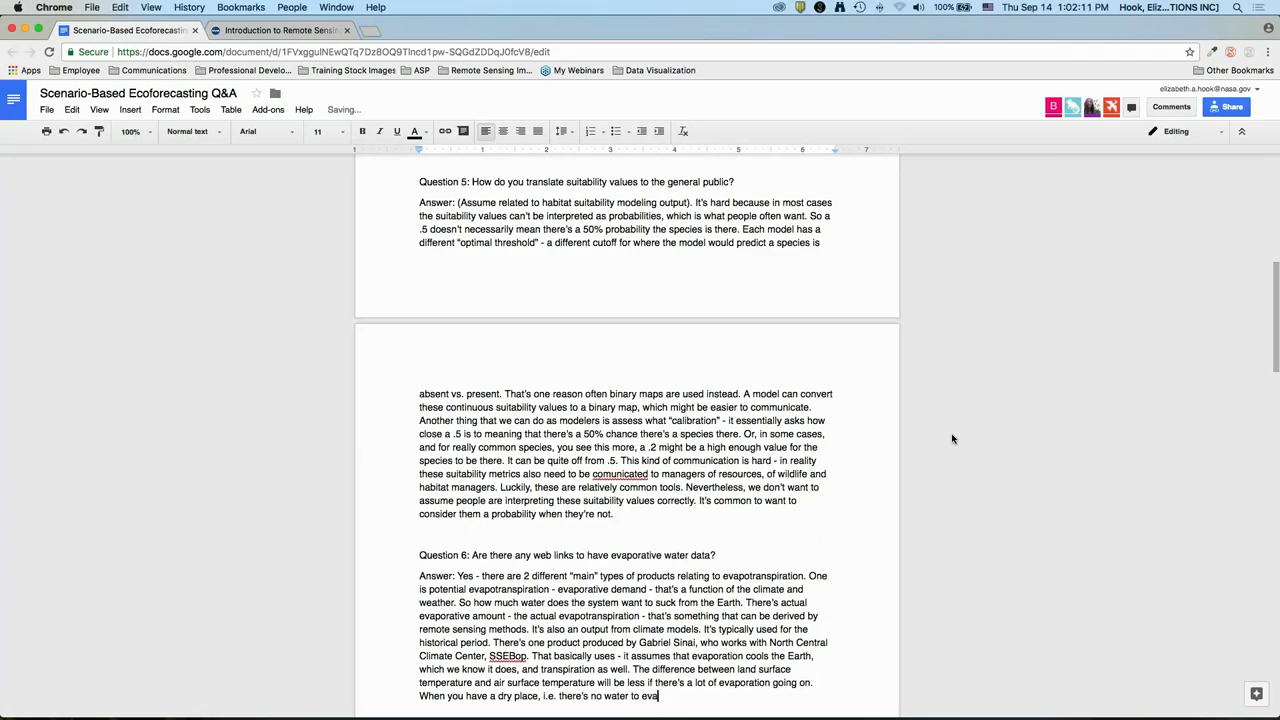 Chrome File Edit View History Bookmarks People Window Help 100% Thu Sep 14 1:02:11 PM Hook, Eliz...TIONS INC]
Scenario-Based Ecoforecasting Introduction to Remote Sensin
Secure https://docs.google.com/document/d/
Apps Employee Communications Professional Develo... Training Stock Images ASP Remote Sensing Im... My Webinars Data Visualization Other Bookmarks
Scenario-Based Ecoforecasting Q&A elizabeth.a.hook@nasa.gov
File Edit View Insert Format Tools Table Add-ons Help Saving... Comments Share
100% Normal text Arial 11 B I U A Editing
1 1 2 3 4 5 6 7
Question 5: How do you translate suitability values to the general public?
Answer: (Assume related to habitat suitability modeling output). It's hard because in most cases
the suitability values can't be interpreted as probabilities, which is what people often want. So a
.5 doesn't necessarily mean there's a 50% probability the species is there. Each model has a
different “optimal threshold” - a different cutoff for where the model would predict a species is
absent vs. present. That's one reason often binary maps are used instead. A model can convert
these continuous suitability values to a binary map, which might be easier to communicate.
Another thing that we can do as modelers is assess what “calibration” - it essentially asks how
close a .5 is to meaning that there's a 50% chance there's a species there. Or, in some cases,
and for really common species, you see this more, a .2 might be a high enough value for the
species to be there. It can be quite off from .5. This kind of communication is hard - in reality
these suitability metrics also need to be comunicated to managers of resources, of wildlife and
habitat managers. Luckily, these are relatively common tools. Nevertheless, we don't want to
assume people are interpreting these suitability values correctly. It's common to want to
consider them a probability when they're not.
Question 6: Are there any web links to have evaporative water data?
Answer: Yes - there are 2 different “main” types of products relating to evapotranspiration. One
is potential evapotranspiration - evaporative demand - that's a function of the climate and
weather. So how much water does the system want to suck from the Earth. There's actual
evaporative amount - the actual evapotranspiration - that's something that can be derived by
remote sensing methods. It's also an output from climate models. It's typically used for the
historical period. There's one product produced by Gabriel Sinai, who works with North Central
Climate Center, SSEBop. That basically uses - it assumes that evaporation cools the Earth,
which we know it does, and transpiration as well. The difference between land surface
temperature and air surface temperature will be less if there's a lot of evaporation going on.
When you have a dry place, i.e. there's no water to eva